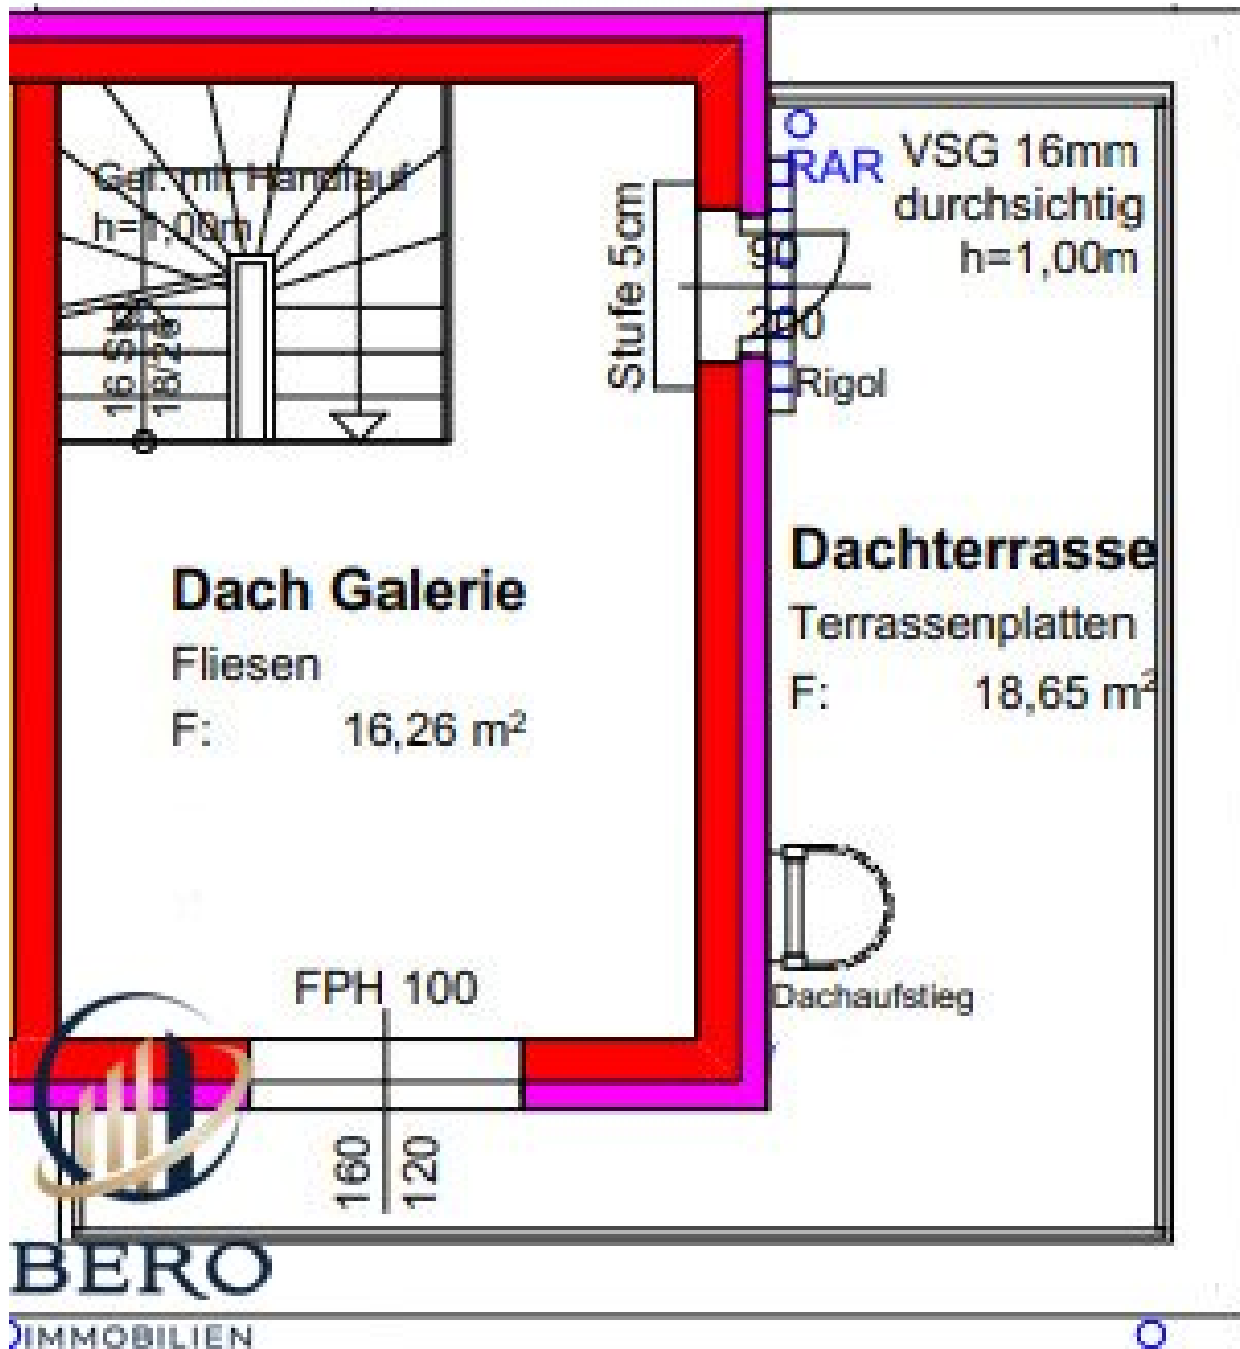 Gel. mit Handlauf
h=1,00m
16 St
18/28
Stufe 5cm
90
200
RAR
VSG 16mm
durchsichtig
h=1,00m
Rigol
Dach Galerie
Fliesen
F: 16,26 m²
Dachterrasse
Terrassenplatten
F: 18,65 m²
Dachaufstieg
FPH 100
160
120
BERO
IMMOBILIEN